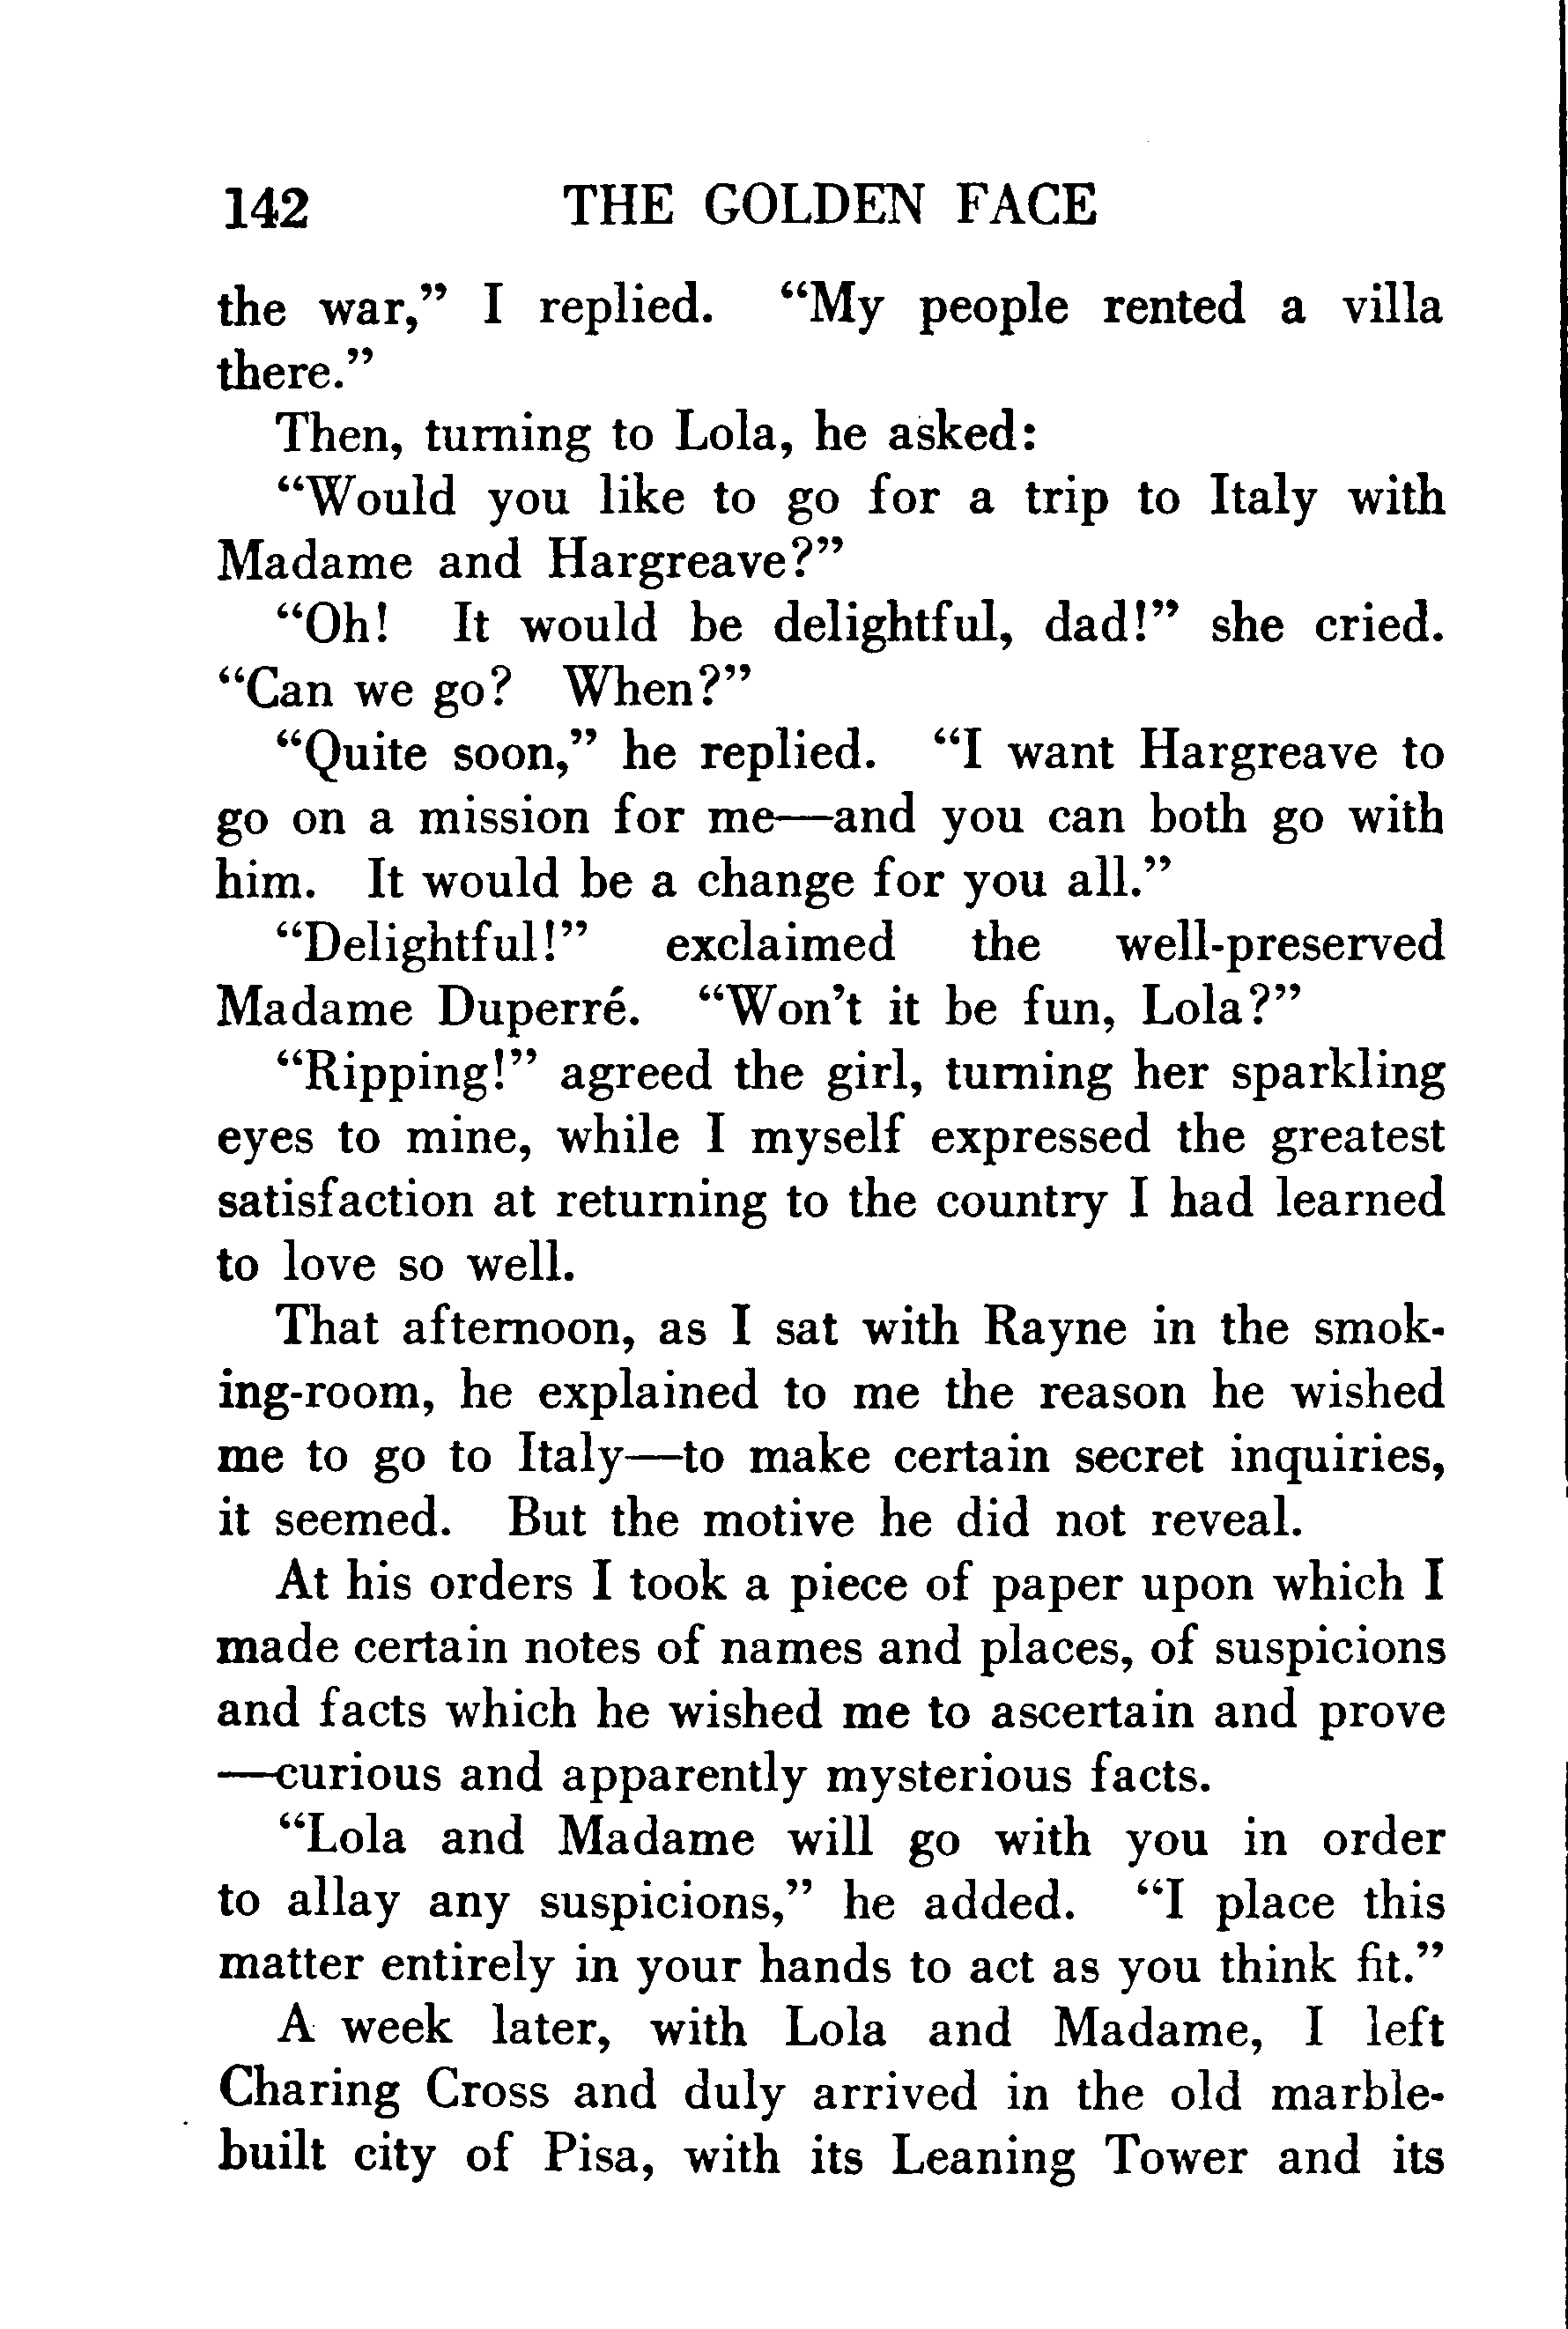 142 THE GOLDEN FACE
the war,” I replied. “My people rented a villa
there.”
Then, turning to Lola, he asked:
“Would you like to go for a trip to Italy with
Madame and Hargreave?”
“Oh! It would be delightful, dad!” she cried.
“Can we go? When?”
“Quite soon,” he replied. “I want Hargreave to
go on a mission for me—and you can both go with
him. It would be a change for you all.”
“Delightful!” exclaimed the well-preserved
Madame Duperré. “Won’t it be fun, Lola?”
“Ripping!” agreed the girl, turning her sparkling
eyes to mine, while I myself expressed the greatest
satisfaction at returning to the country I had learned
to love so well.
That afternoon, as I sat with Rayne in the smok-
ing-room, he explained to me the reason he wished
me to go to Italy—to make certain secret inquiries,
it seemed. But the motive he did not reveal.
At his orders I took a piece of paper upon which I
made certain notes of names and places, of suspicions
and facts which he wished me to ascertain and prove
—curious and apparently mysterious facts.
“Lola and Madame will go with you in order
to allay any suspicions,” he added. “I place this
matter entirely in your hands to act as you think fit.”
A week later, with Lola and Madame, I left
Charing Cross and duly arrived in the old marble-
built city of Pisa, with its Leaning Tower and its